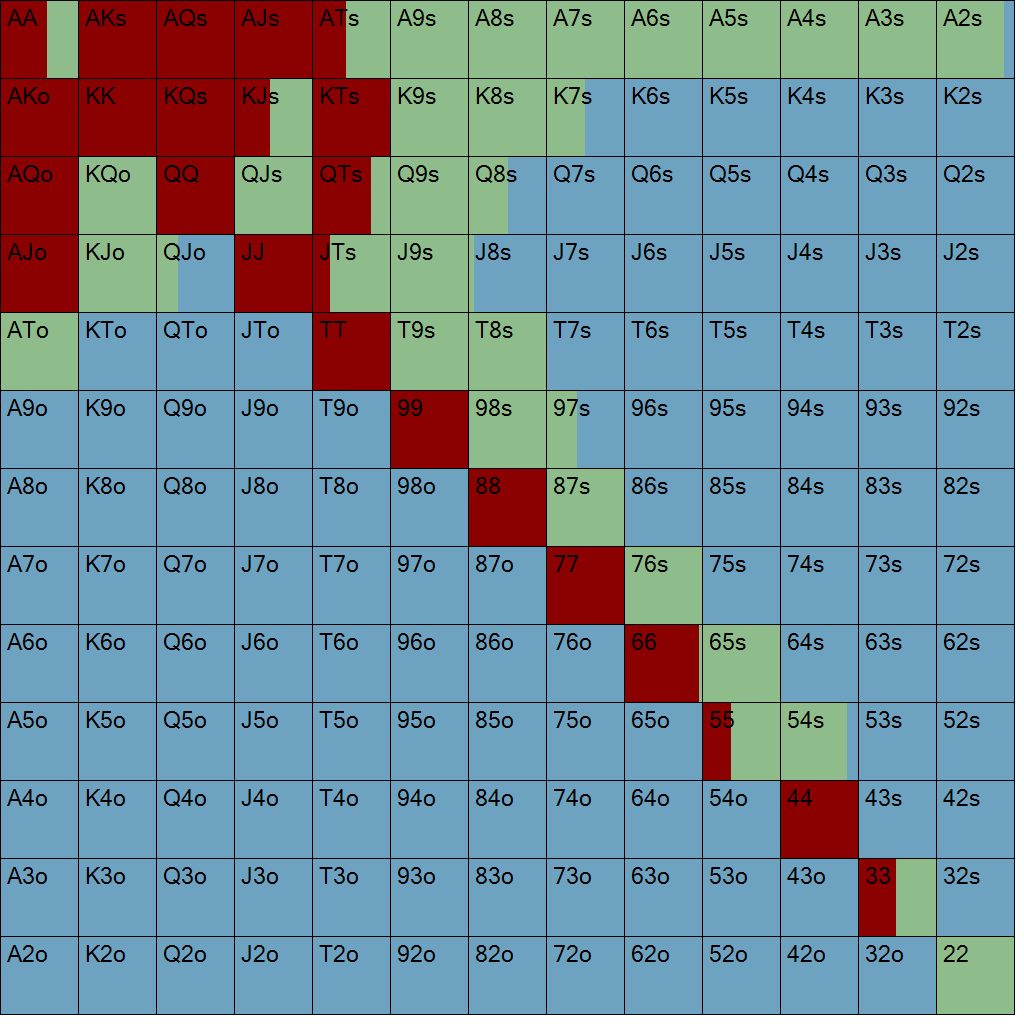 AA AKs AQs AJs ATs A9s A8s A7s A6s A5s A4s A3s A2s
AKo KK KQs KJs KTs K9s K8s K7s K6s K5s K4s K3s K2s
AQo KQo QQ QJs QTs Q9s Q8s Q7s Q6s Q5s Q4s Q3s Q2s
AJo KJo QJo JJ JTs J9s J8s J7s J6s J5s J4s J3s J2s
ATo KTo QTo JTo TT T9s T8s T7s T6s T5s T4s T3s T2s
A9o K9o Q9o J9o T9o 99 98s 97s 96s 95s 94s 93s 92s
A8o K8o Q8o J8o T8o 98o 88 87s 86s 85s 84s 83s 82s
A7o K7o Q7o J7o T7o 97o 87o 77 76s 75s 74s 73s 72s
A6o K6o Q6o J6o T6o 96o 86o 76o 66 65s 64s 63s 62s
A5o K5o Q5o J5o T5o 95o 85o 75o 65o 55 54s 53s 52s
A4o K4o Q4o J4o T4o 94o 84o 74o 64o 54o 44 43s 42s
A3o K3o Q3o J3o T3o 93o 83o 73o 63o 53o 43o 33 32s
A2o K2o Q2o J2o T2o 92o 82o 72o 62o 52o 42o 32o 22